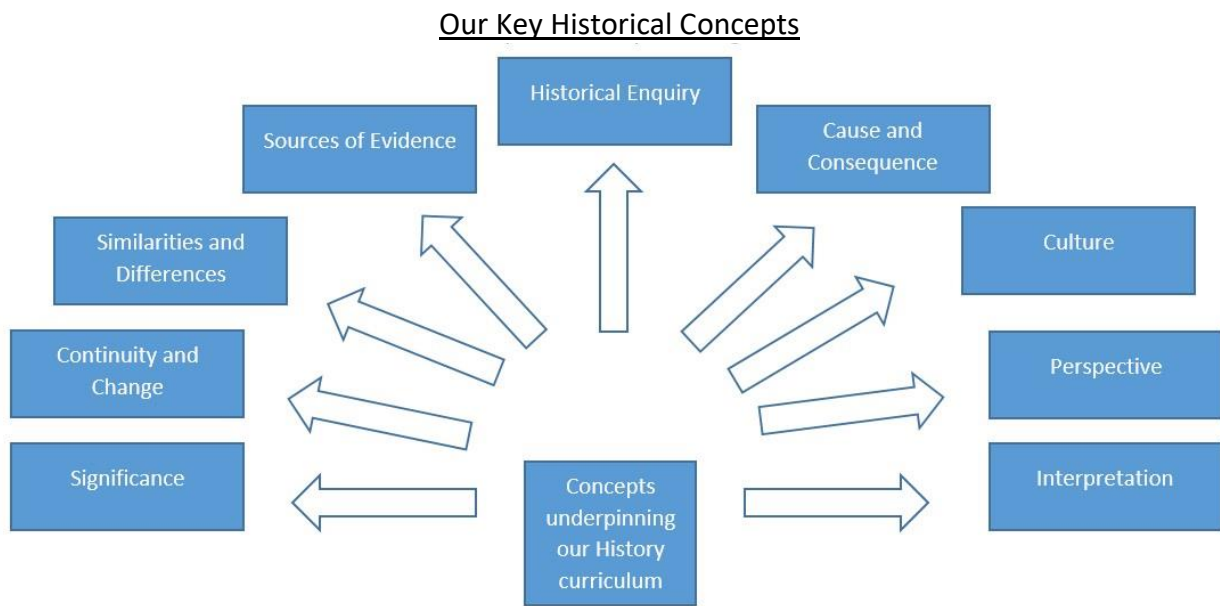 Our Key Historical Concepts
Historical Enquiry
Sources of Evidence
Cause and
Consequence
Similarities and
Differences
Culture
Continuity and
Change
Perspective
Significance
Interpretation
Concepts
underpinning
our History
curriculum